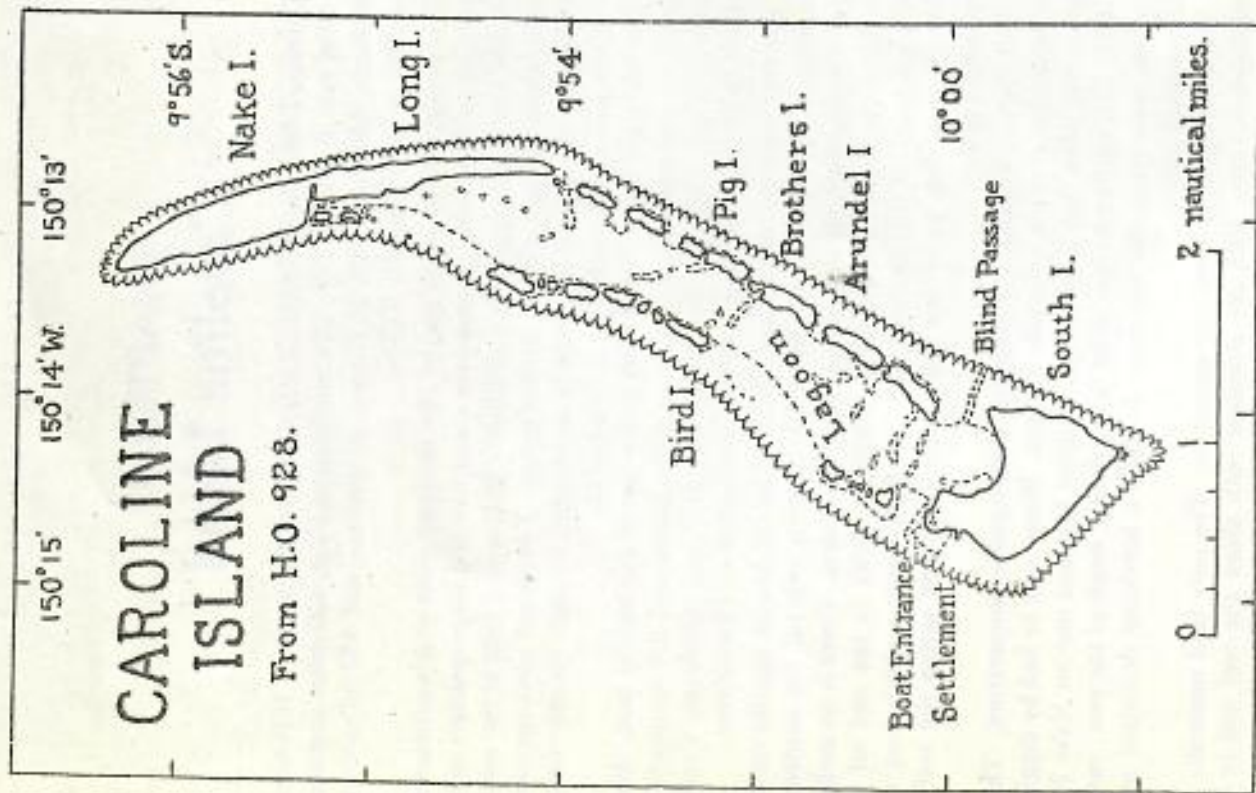 CAROLINE
ISLAND
From H.O. 928.
150°15'
150°14'W.
150°13'
9°56'S.
Nake I.
Long I.
9°54'
Bird I.
Pig I.
Lagoon
Brothers I.
Arundel I
10°00'
Boat Entrance
Settlement
Blind Passage
South I.
0
1
2
nautical miles.